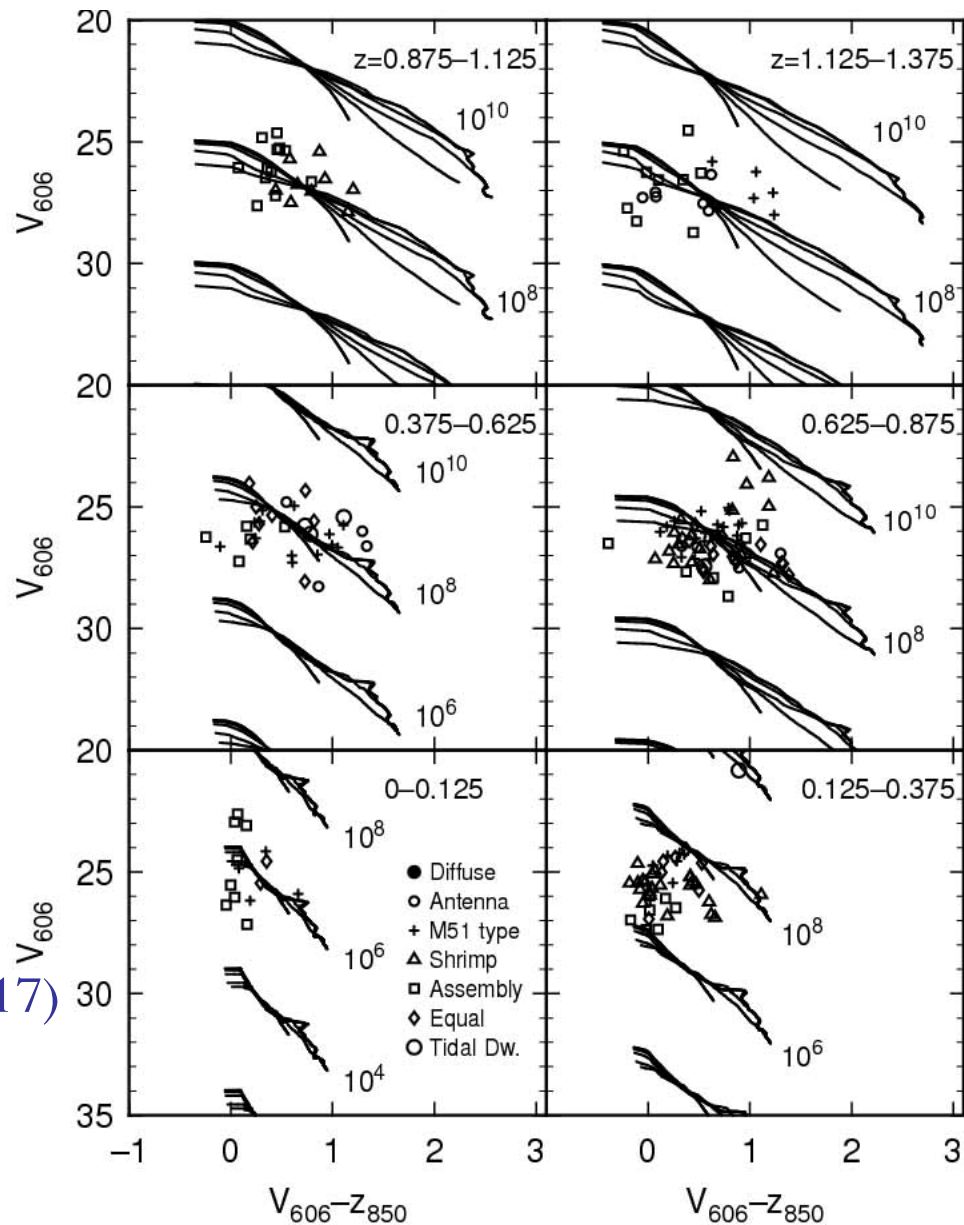 20
25
30
20
25
30
20
25
30
35
V606
V606
V606
z=0.875–1.125
10^10
10^8
z=1.125–1.375
10^10
10^8
0.375–0.625
10^10
10^8
10^6
0.625–0.875
10^10
10^8
0–0.125
10^8
10^6
10^4
Diffuse
Antenna
M51 type
Shrimp
Assembly
Equal
Tidal Dw.
0.125–0.375
10^8
10^6
17)
−1 0 1 2 3
0 1 2 3
V606−z850
V606−z850